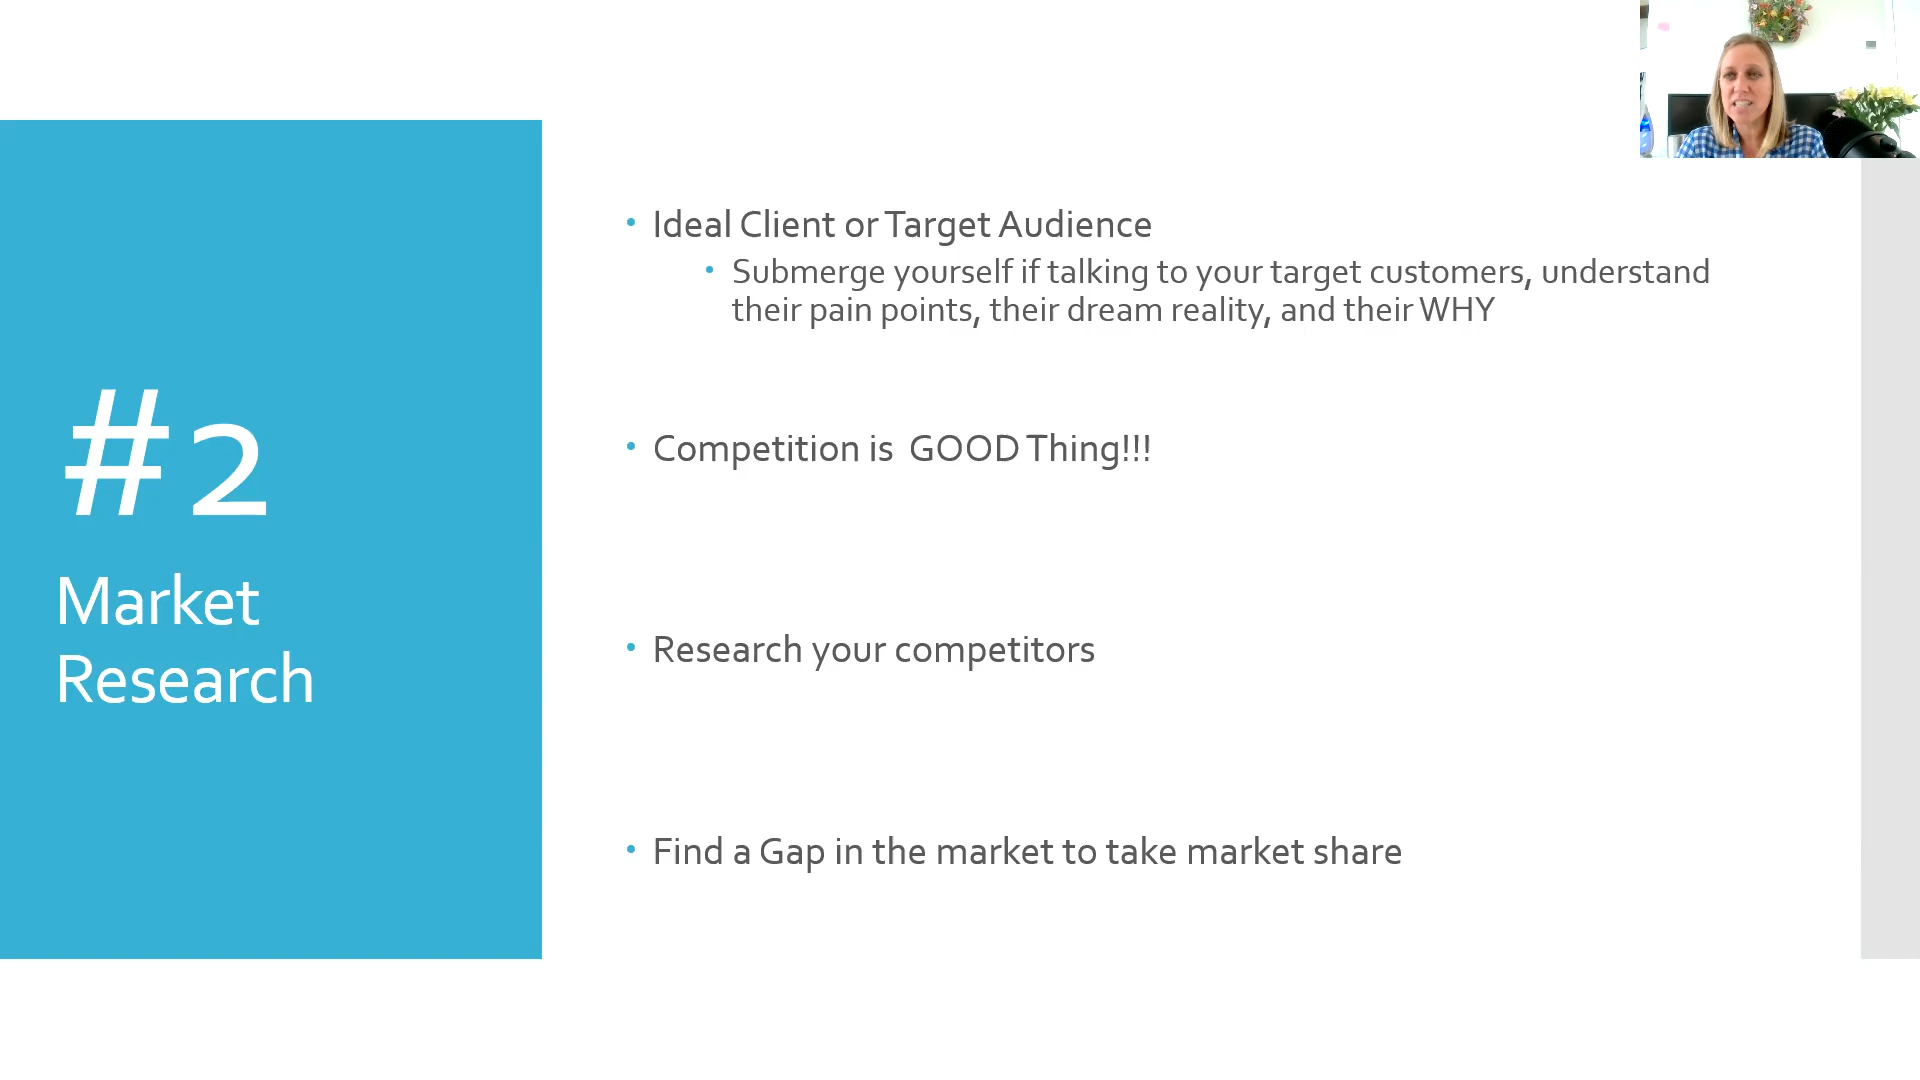 #2
Market
Research
Ideal Client or Target Audience
Submerge yourself if talking to your target customers, understand
their pain points, their dream reality, and their WHY
Competition is  GOOD Thing!!!
Research your competitors
Find a Gap in the market to take market share